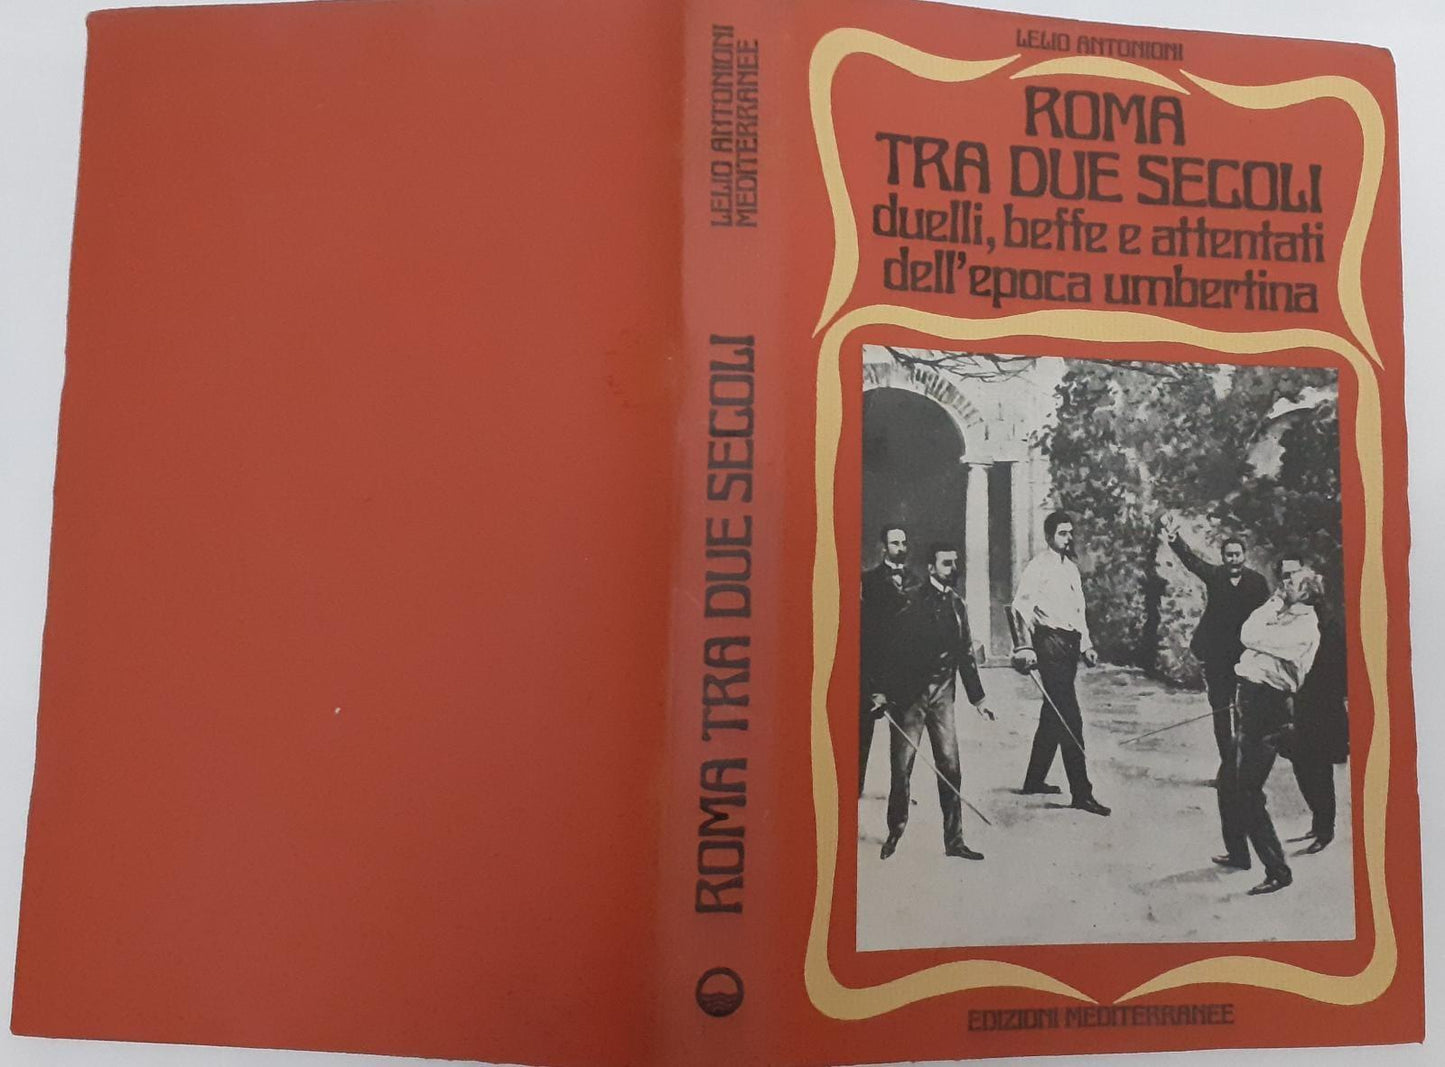 LELIO ANTONIONI
MEDITERRANEE
ROMA TRA DUE SECOLI
LELIO ANTONIONI
ROMA
TRA DUE SECOLI
duelli, beffe e attentati
dell'epoca umbertina
EDIZIONI MEDITERRANEE